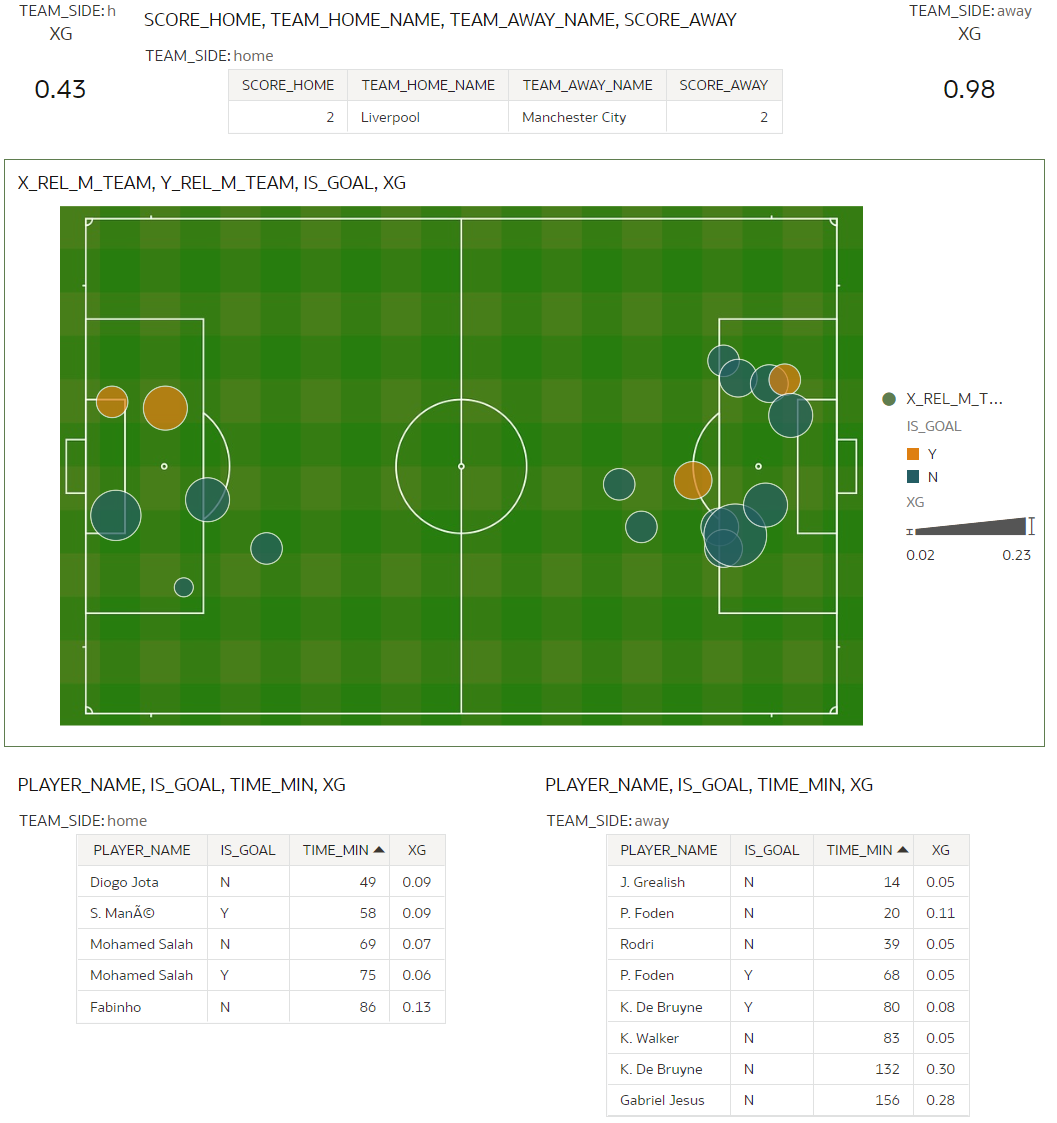 TEAM_SIDE: h
XG
0.43
SCORE_HOME, TEAM_HOME_NAME, TEAM_AWAY_NAME, SCORE_AWAY
TEAM_SIDE: home
SCORE_HOME TEAM_HOME_NAME TEAM_AWAY_NAME SCORE_AWAY
2 Liverpool Manchester City 2
TEAM_SIDE: away
XG
0.98
X_REL_M_TEAM, Y_REL_M_TEAM, IS_GOAL, XG
X_REL_M_T...
IS_GOAL
Y
N
XG
0.02 0.23
PLAYER_NAME, IS_GOAL, TIME_MIN, XG
TEAM_SIDE: home
PLAYER_NAME IS_GOAL TIME_MIN XG
Diogo Jota N 49 0.09
S. ManÃ© Y 58 0.09
Mohamed Salah N 69 0.07
Mohamed Salah Y 75 0.06
Fabinho N 86 0.13
PLAYER_NAME, IS_GOAL, TIME_MIN, XG
TEAM_SIDE: away
PLAYER_NAME IS_GOAL TIME_MIN XG
J. Grealish N 14 0.05
P. Foden N 20 0.11
Rodri N 39 0.05
P. Foden Y 68 0.05
K. De Bruyne Y 80 0.08
K. Walker N 83 0.05
K. De Bruyne N 132 0.30
Gabriel Jesus N 156 0.28